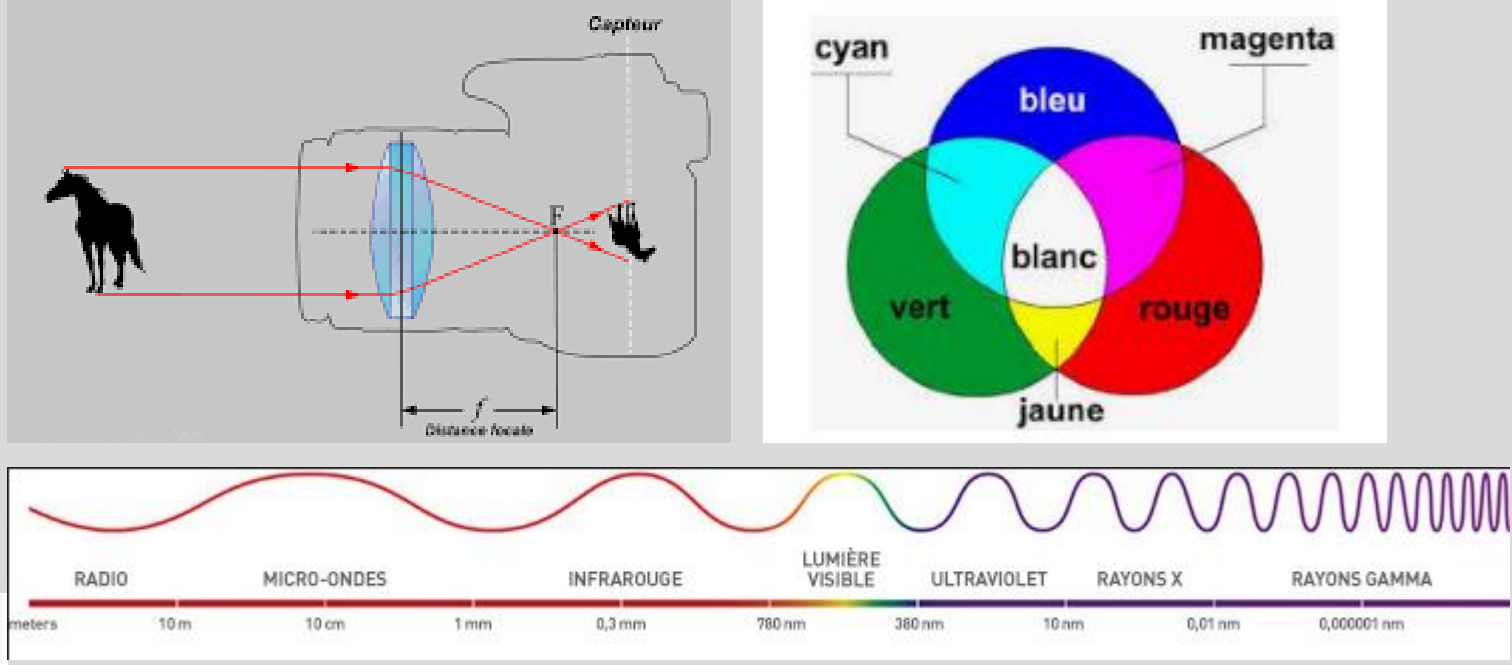 Capteur
F
f
Distance focale
cyan
magenta
bleu
blanc
vert
rouge
jaune
RADIO
MICRO-ONDES
INFRAROUGE
LUMIÈRE
VISIBLE
ULTRAVIOLET
RAYONS X
RAYONS GAMMA
meters
10 m
10 cm
1 mm
0,3 mm
780 nm
380 nm
10 nm
0,01 nm
0,000001 nm